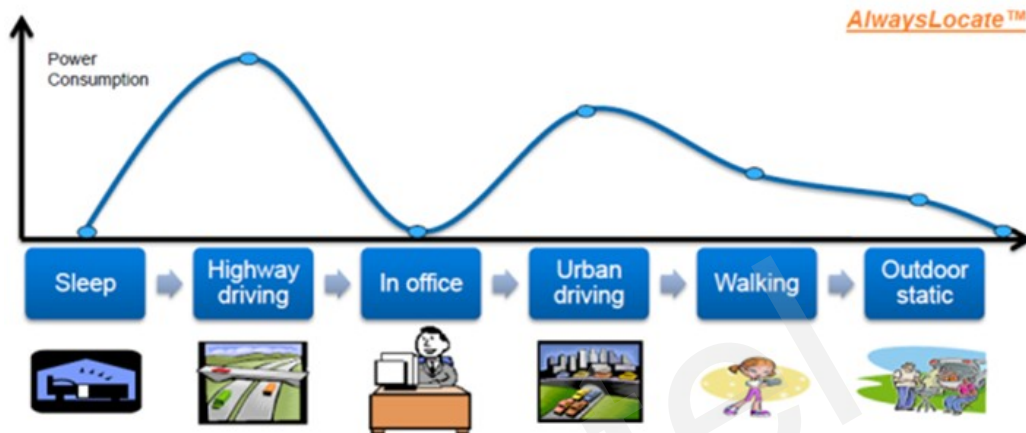 AlwaysLocate™
Power
Consumption
Sleep
Highway
driving
In office
Urban
driving
Walking
Outdoor
static